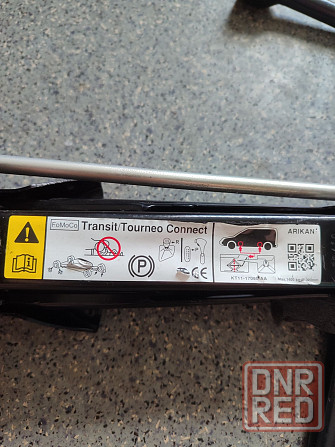 FoMoCo Transit/Tourneo Connect
ARIKAN
R
P
CE
DNR
RED